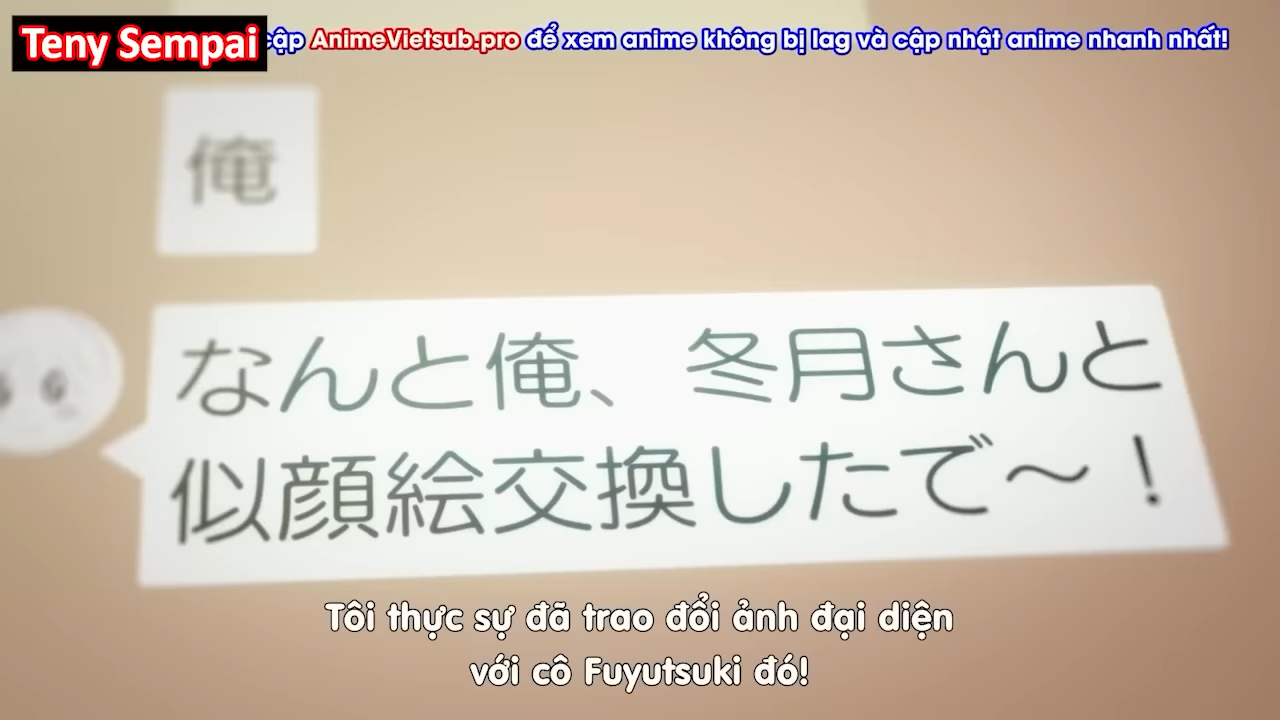 Teny Sempai
cập AnimeVietsub.pro để xem anime không bị lag và cập nhật anime nhanh nhất!
俺
なんと俺、冬月さんと
似顔絵交換したで～！
Tôi thực sự đã trao đổi ảnh đại diện
với cô Fuyutsuki đó!